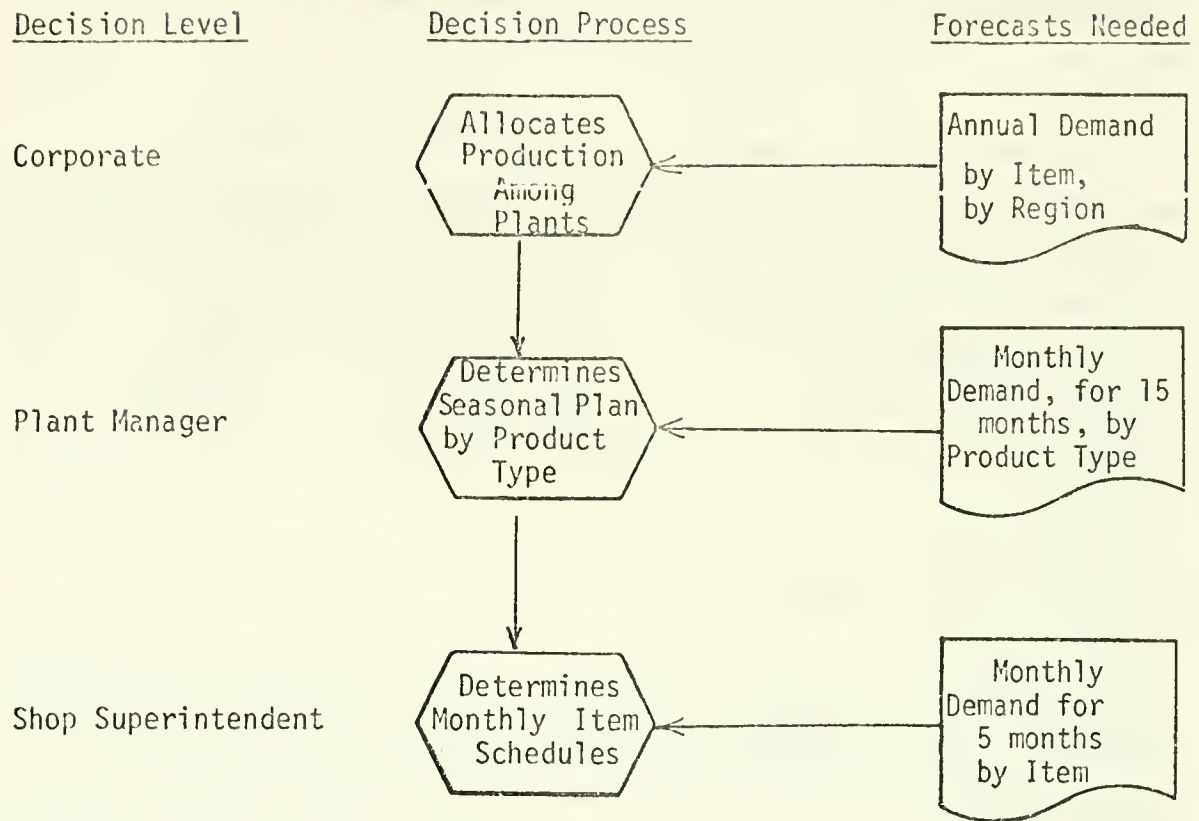 Decision Level
Decision Process
Forecasts Needed
Corporate
Allocates
Production
Among
Plants
Annual Demand
by Item,
by Region
Plant Manager
Determines
Seasonal Plan
by Product
Type
Monthly
Demand, for 15
months, by
Product Type
Shop Superintendent
Determines
Monthly Item
Schedules
Monthly
Demand for
5 months
by Item